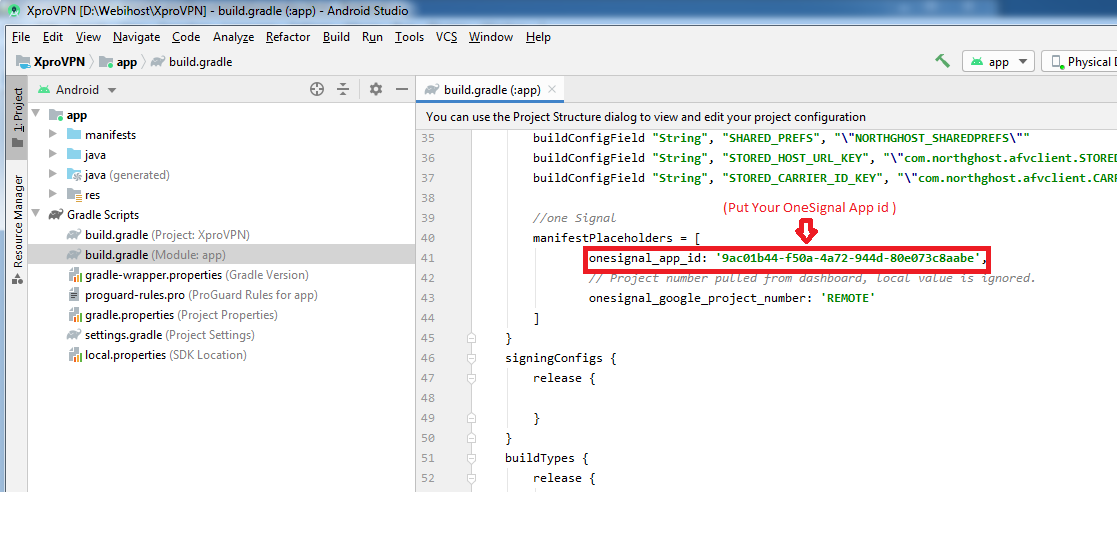 XproVPN [D:\Webihost\XproVPN] - build.gradle (:app) - Android Studio
File Edit View Navigate Code Analyze Refactor Build Run Tools VCS Window Help
XproVPN app build.gradle
app Physical D
1: Project
Resource Manager
Android
app
manifests
java
java (generated)
res
Gradle Scripts
build.gradle (Project: XproVPN)
build.gradle (Module: app)
gradle-wrapper.properties (Gradle Version)
proguard-rules.pro (ProGuard Rules for app)
gradle.properties (Project Properties)
settings.gradle (Project Settings)
local.properties (SDK Location)
build.gradle (:app)
You can use the Project Structure dialog to view and edit your project configuration
35 buildConfigField "String", "SHARED_PREFS", "\"NORTHGHOST_SHAREDPREFS\""
36 buildConfigField "String", "STORED_HOST_URL_KEY", "\"com.northghost.afvclient.STORED
37 buildConfigField "String", "STORED_CARRIER_ID_KEY", "\"com.northghost.afvclient.CARR
38
(Put Your OneSignal App id )
39 //one Signal
40 manifestPlaceholders = [
41 onesignal_app_id: '9ac01b44-f50a-4a72-944d-80e073c8aabe',
42 // Project number pulled from dashboard, local value is ignored.
43 onesignal_google_project_number: 'REMOTE'
44 ]
45 }
46 signingConfigs {
47 release {
48
49 }
50 }
51 buildTypes {
52 release {